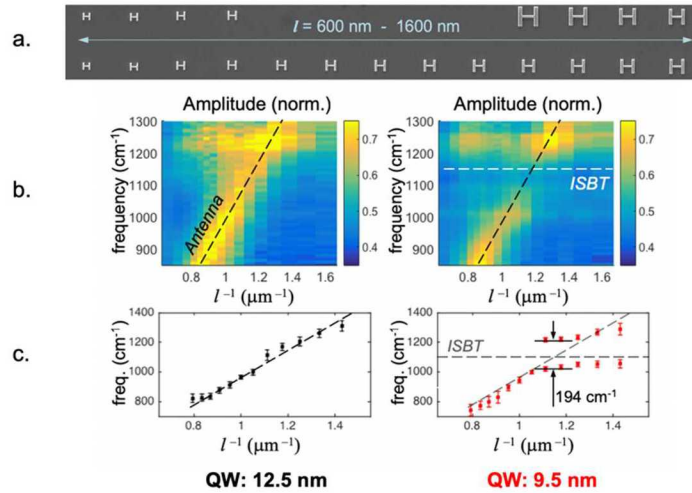 a.
l = 600 nm - 1600 nm
b.
Amplitude (norm.)
Amplitude (norm.)
frequency (cm⁻¹)
1300
1200
1100
1000
900
Antenna
0.7
0.6
0.5
0.4
0.8 1 1.2 1.4 1.6
l ⁻¹ (μm⁻¹)
frequency (cm⁻¹)
1300
1200
1100
1000
900
ISBT
0.7
0.6
0.5
0.4
0.8 1 1.2 1.4 1.6
l ⁻¹ (μm⁻¹)
c.
freq. (cm⁻¹)
1400
1200
1000
800
0.8 1 1.2 1.4
l ⁻¹ (μm⁻¹)
QW: 12.5 nm
freq. (cm⁻¹)
1400
1200
1000
800
ISBT
194 cm⁻¹
0.8 1 1.2 1.4
l ⁻¹ (μm⁻¹)
QW: 9.5 nm